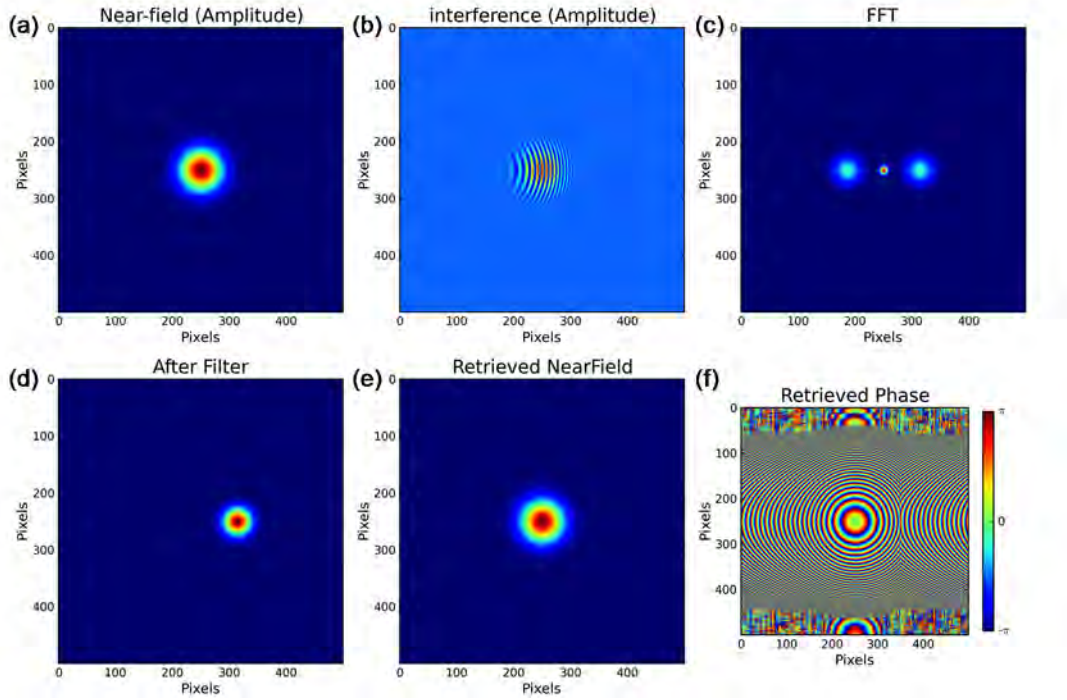 (a) Near-field (Amplitude)
0
100
200
300
400
Pixels
0 100 200 300 400
Pixels
(b) interference (Amplitude)
0
100
200
300
400
Pixels
0 100 200 300 400
Pixels
(c) FFT
0
100
200
300
400
Pixels
0 100 200 300 400
Pixels
(d) After Filter
0
100
200
300
400
Pixels
0 100 200 300 400
Pixels
(e) Retrieved NearField
0
100
200
300
400
Pixels
0 100 200 300 400
Pixels
(f) Retrieved Phase
0
100
200
300
400
Pixels
0 100 200 300 400
Pixels
π
0
-π